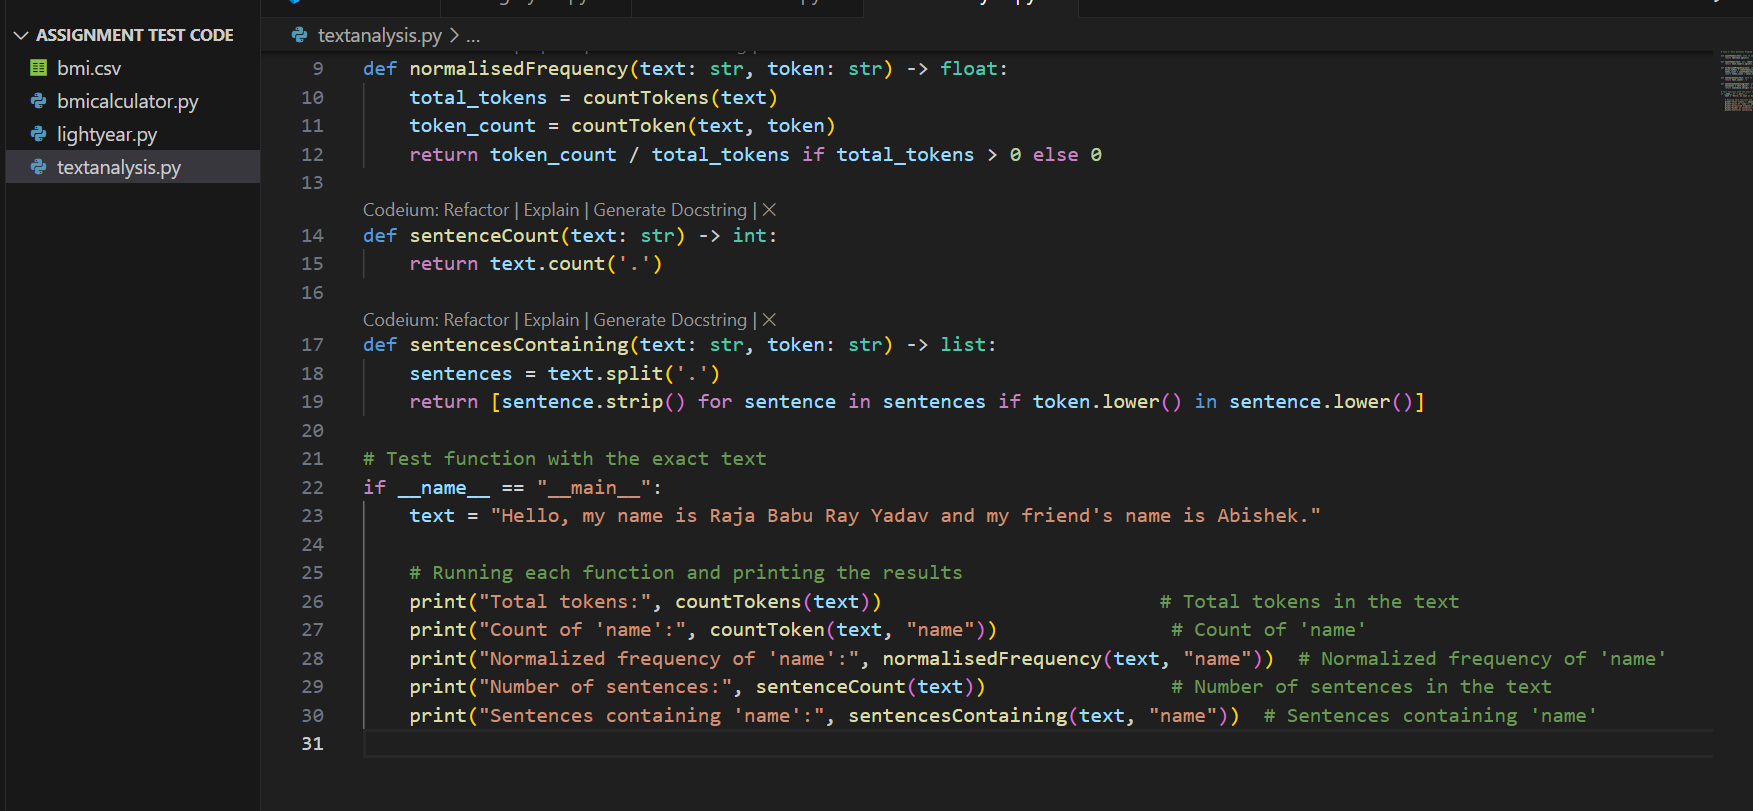 ASSIGNMENT TEST CODE
bmi.csv
bmicalculator.py
lightyear.py
textanalysis.py
textanalysis.py > ...
9 def normalisedFrequency(text: str, token: str) -> float:
10     total_tokens = countTokens(text)
11     token_count = countToken(text, token)
12     return token_count / total_tokens if total_tokens > 0 else 0
13
Codeium: Refactor | Explain | Generate Docstring | ×
14 def sentenceCount(text: str) -> int:
15     return text.count('.')
16
Codeium: Refactor | Explain | Generate Docstring | ×
17 def sentencesContaining(text: str, token: str) -> list:
18     sentences = text.split('.')
19     return [sentence.strip() for sentence in sentences if token.lower() in sentence.lower()]
20
21 # Test function with the exact text
22 if __name__ == "__main__":
23     text = "Hello, my name is Raja Babu Ray Yadav and my friend's name is Abishek."
24
25     # Running each function and printing the results
26     print("Total tokens:", countTokens(text))                        # Total tokens in the text
27     print("Count of 'name':", countToken(text, "name"))               # Count of 'name'
28     print("Normalized frequency of 'name':", normalisedFrequency(text, "name"))  # Normalized frequency of 'name'
29     print("Number of sentences:", sentenceCount(text))                # Number of sentences in the text
30     print("Sentences containing 'name':", sentencesContaining(text, "name"))  # Sentences containing 'name'
31